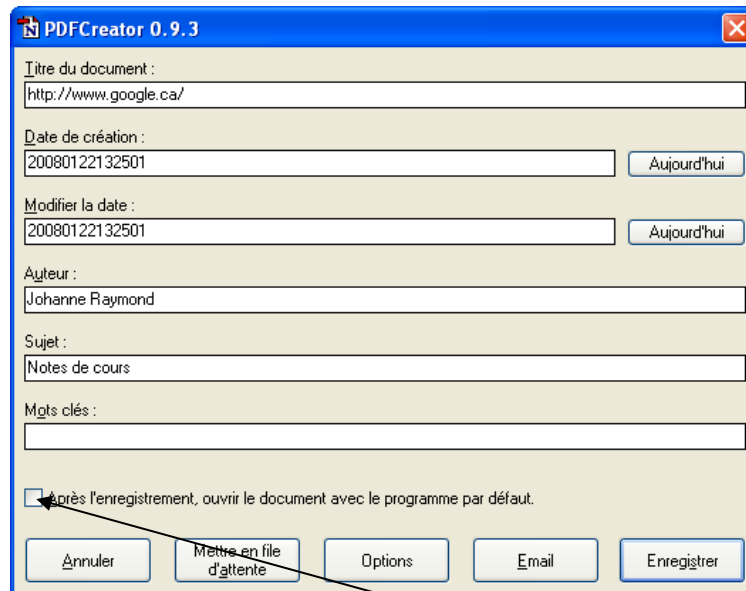 PDFCreator 0.9.3
Titre du document :
http://www.google.ca/
Date de création :
20080122132501
Aujourd'hui
Modifier la date :
20080122132501
Aujourd'hui
Auteur :
Johanne Raymond
Sujet :
Notes de cours
Mots clés :
Après l'enregistrement, ouvrir le document avec le programme par défaut.
Annuler
Mettre en file
d'attente
Options
Email
Enregistrer